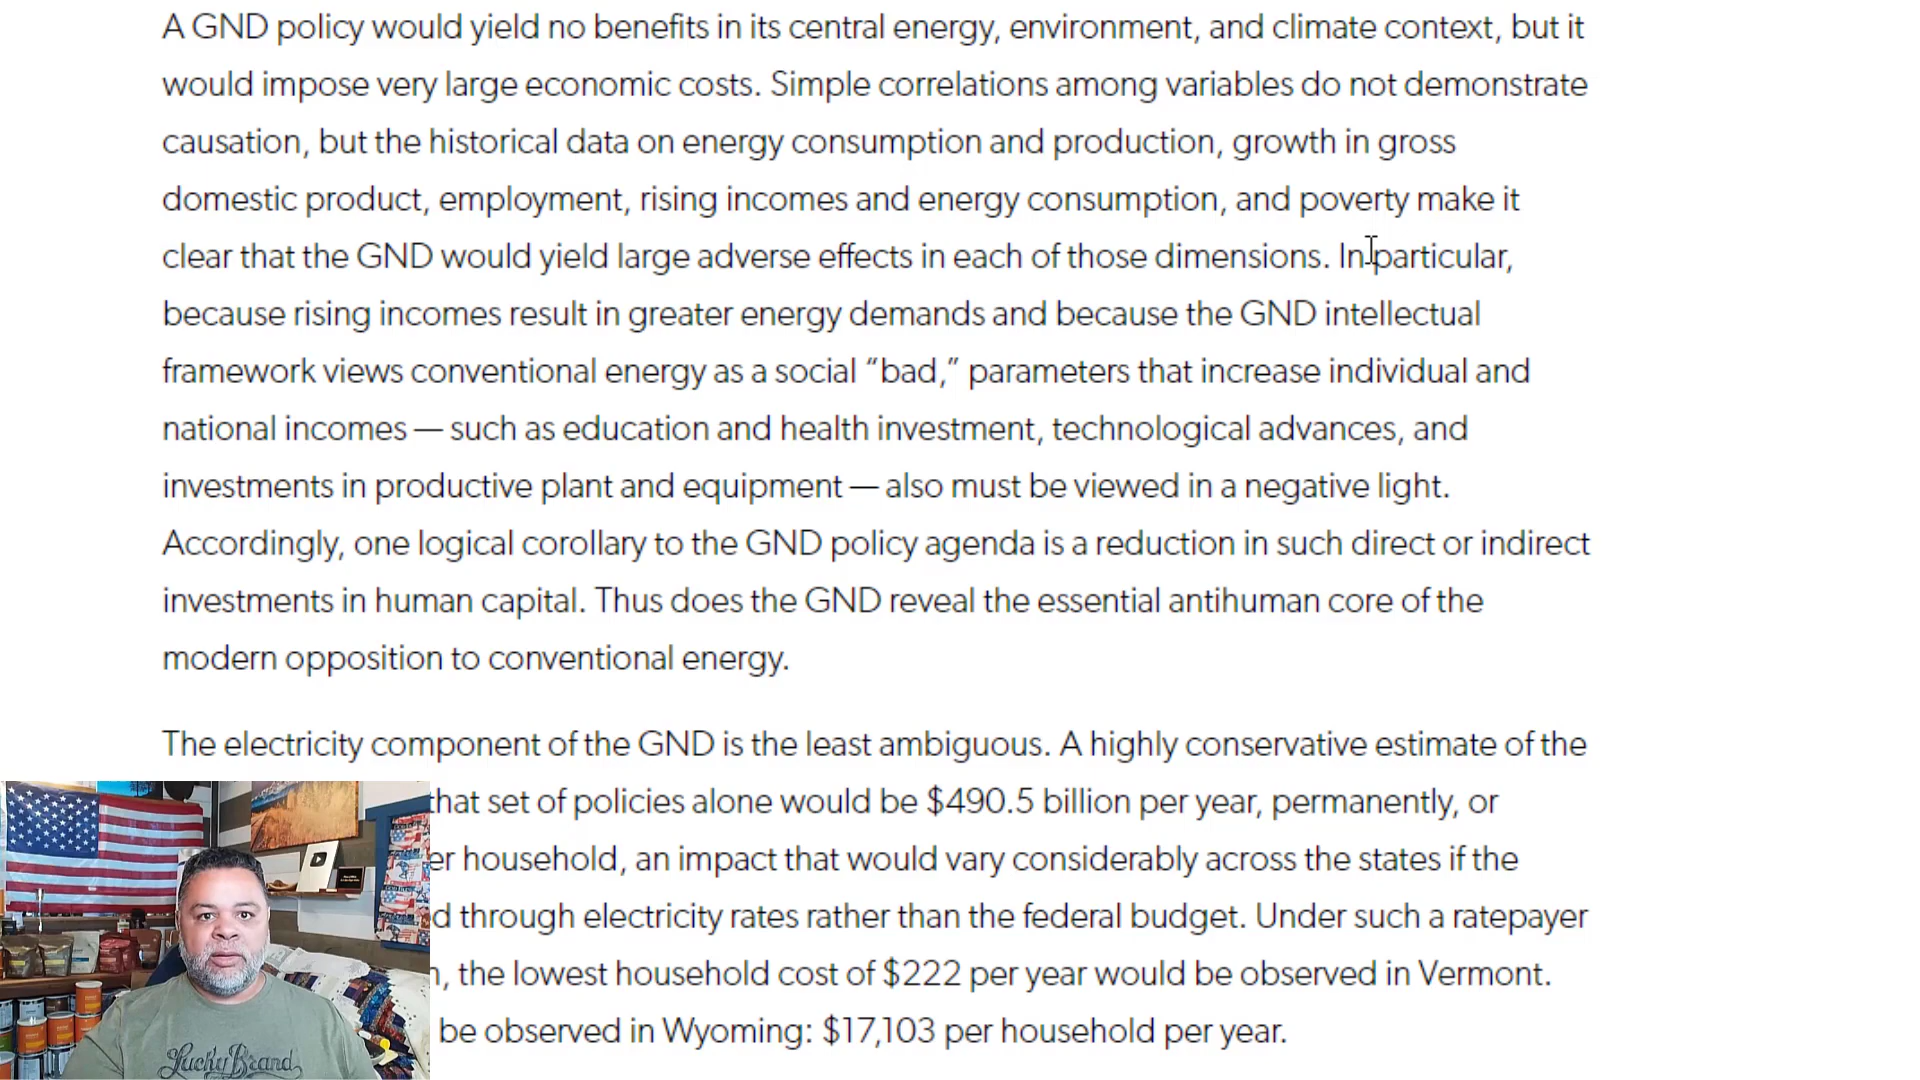 A GND policy would yield no benefits in its central energy, environment, and climate context, but it
would impose very large economic costs. Simple correlations among variables do not demonstrate
causation, but the historical data on energy consumption and production, growth in gross
domestic product, employment, rising incomes and energy consumption, and poverty make it
clear that the GND would yield large adverse effects in each of those dimensions. In particular,
because rising incomes result in greater energy demands and because the GND intellectual
framework views conventional energy as a social “bad,” parameters that increase individual and
national incomes — such as education and health investment, technological advances, and
investments in productive plant and equipment — also must be viewed in a negative light.
Accordingly, one logical corollary to the GND policy agenda is a reduction in such direct or indirect
investments in human capital. Thus does the GND reveal the essential antihuman core of the
modern opposition to conventional energy.
The electricity component of the GND is the least ambiguous. A highly conservative estimate of the
that set of policies alone would be $490.5 billion per year, permanently, or
er household, an impact that would vary considerably across the states if the
d through electricity rates rather than the federal budget. Under such a ratepayer
, the lowest household cost of $222 per year would be observed in Vermont.
be observed in Wyoming: $17,103 per household per year.
Lucky Brand